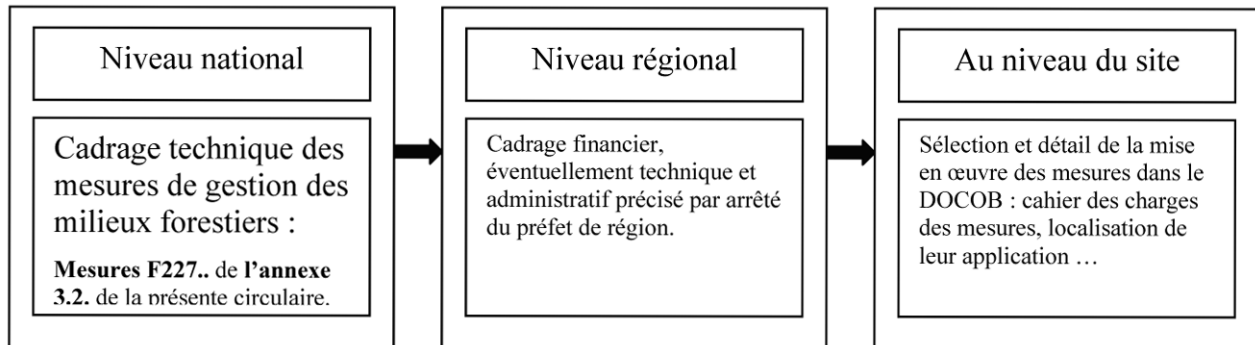 Niveau national
Cadrage technique des
mesures de gestion des
milieux forestiers :
Mesures F227.. de l'annexe
3.2. de la présente circulaire.
Niveau régional
Cadrage financier,
éventuellement technique et
administratif précisé par arrêté
du préfet de région.
Au niveau du site
Sélection et détail de la mise
en œuvre des mesures dans le
DOCOB : cahier des charges
des mesures, localisation de
leur application …